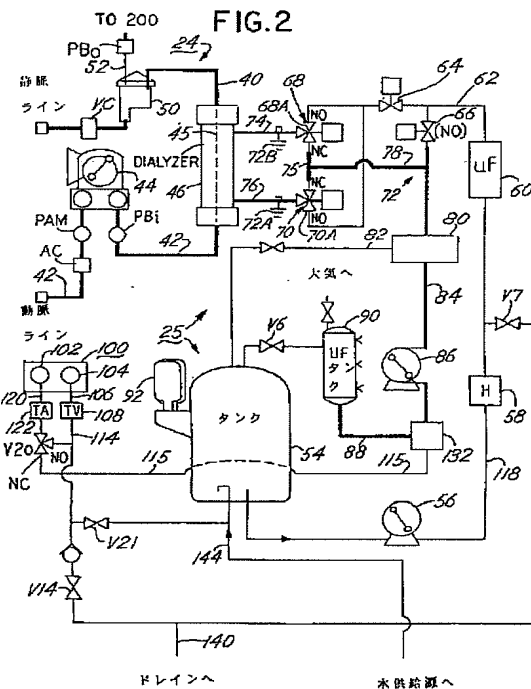 FIG.2
TO 200
PBo
52
24
静脈
ライン
VC
50
40
68
68A
NO
64
62
66
(NO)
74
45
72B
75
NC
78
DIALYZER
46
44
76
NC
NO
72
UF
60
PAM
PBi
72A
70
70A
80
AC
42
42
82
大気へ
84
動脈
ライン
25
V6
90
V7
102
100
104
92
UF
タンク
86
120
106
TA
TV
108
122
114
タンク
H
58
V20
NO
54
88
132
NC
115
115
118
56
V21
144
V14
140
ドレインへ
水供給源へ